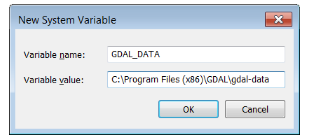 New System Variable
Variable name: GDAL_DATA
Variable value: C:\Program Files (x86)\GDAL\gdal-data
OK Cancel